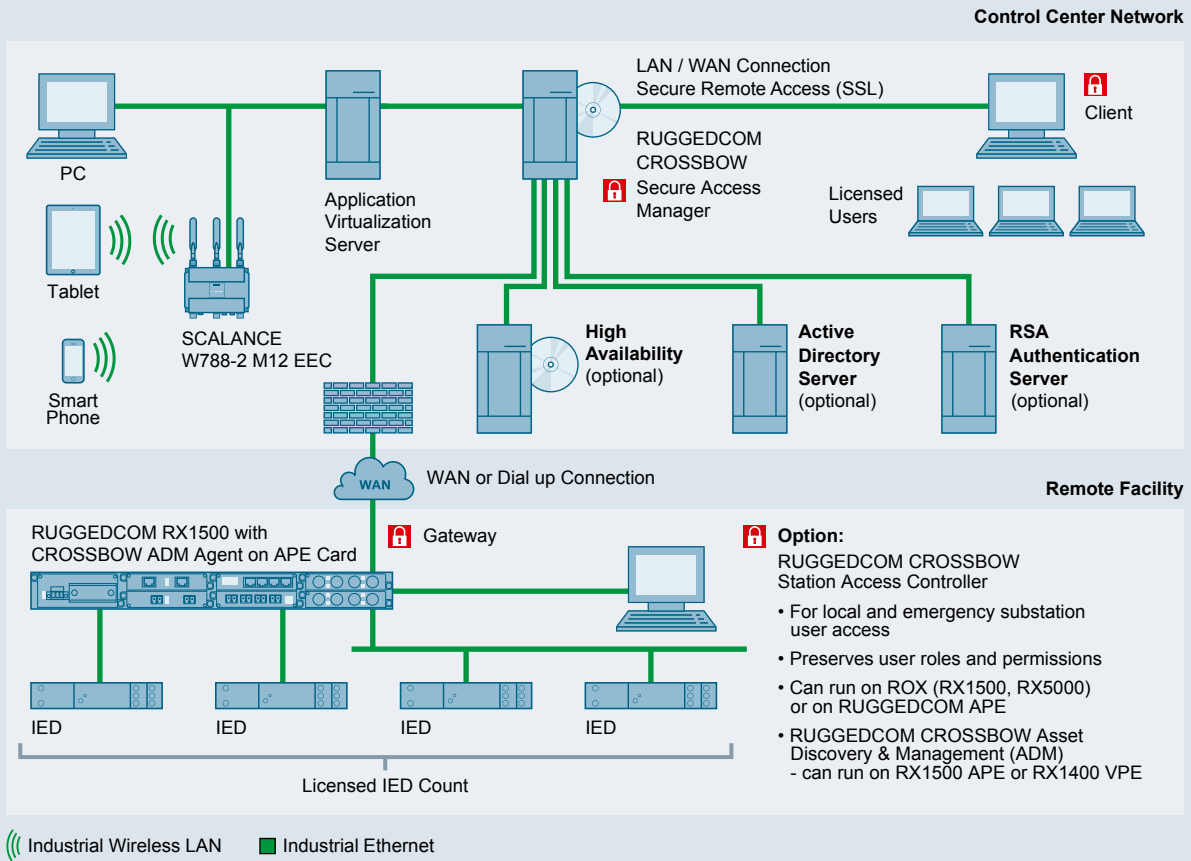 Control Center Network
LAN / WAN Connection
Secure Remote Access (SSL)
Client
PC
RUGGEDCOM
CROSSBOW
Secure Access
Manager
Application
Virtualization
Server
Licensed
Users
Tablet
SCALANCE
W788-2 M12 EEC
Smart
Phone
High
Availability
(optional)
Active
Directory
Server
(optional)
RSA
Authentication
Server
(optional)
WAN
WAN or Dial up Connection
Remote Facility
RUGGEDCOM RX1500 with
CROSSBOW ADM Agent on APE Card
Gateway
Option:
RUGGEDCOM CROSSBOW
Station Access Controller
• For local and emergency substation
user access
• Preserves user roles and permissions
• Can run on ROX (RX1500, RX5000)
or on RUGGEDCOM APE
• RUGGEDCOM CROSSBOW Asset
Discovery & Management (ADM)
- can run on RX1500 APE or RX1400 VPE
IED
IED
IED
IED
Licensed IED Count
Industrial Wireless LAN
Industrial Ethernet